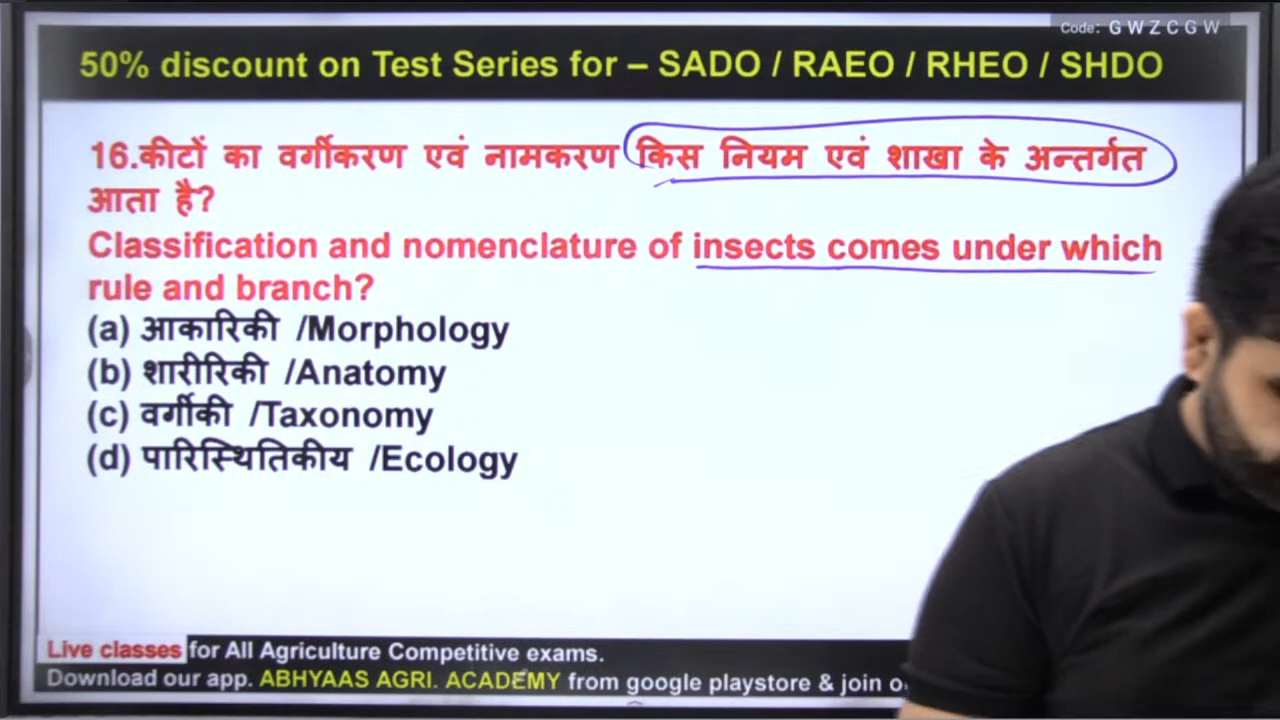 Code: G W Z C G W
50% discount on Test Series for – SADO / RAEO / RHEO / SHDO
16.कीटों का वर्गीकरण एवं नामकरण किस नियम एवं शाखा के अन्तर्गत
आता है?
Classification and nomenclature of insects comes under which
rule and branch?
(a) आकारिकी /Morphology
(b) शारीरिकी /Anatomy
(c) वर्गीकी /Taxonomy
(d) पारिस्थितिकीय /Ecology
Live classes for All Agriculture Competitive exams.
Download our app. ABHYAAS AGRI. ACADEMY from google playstore & join